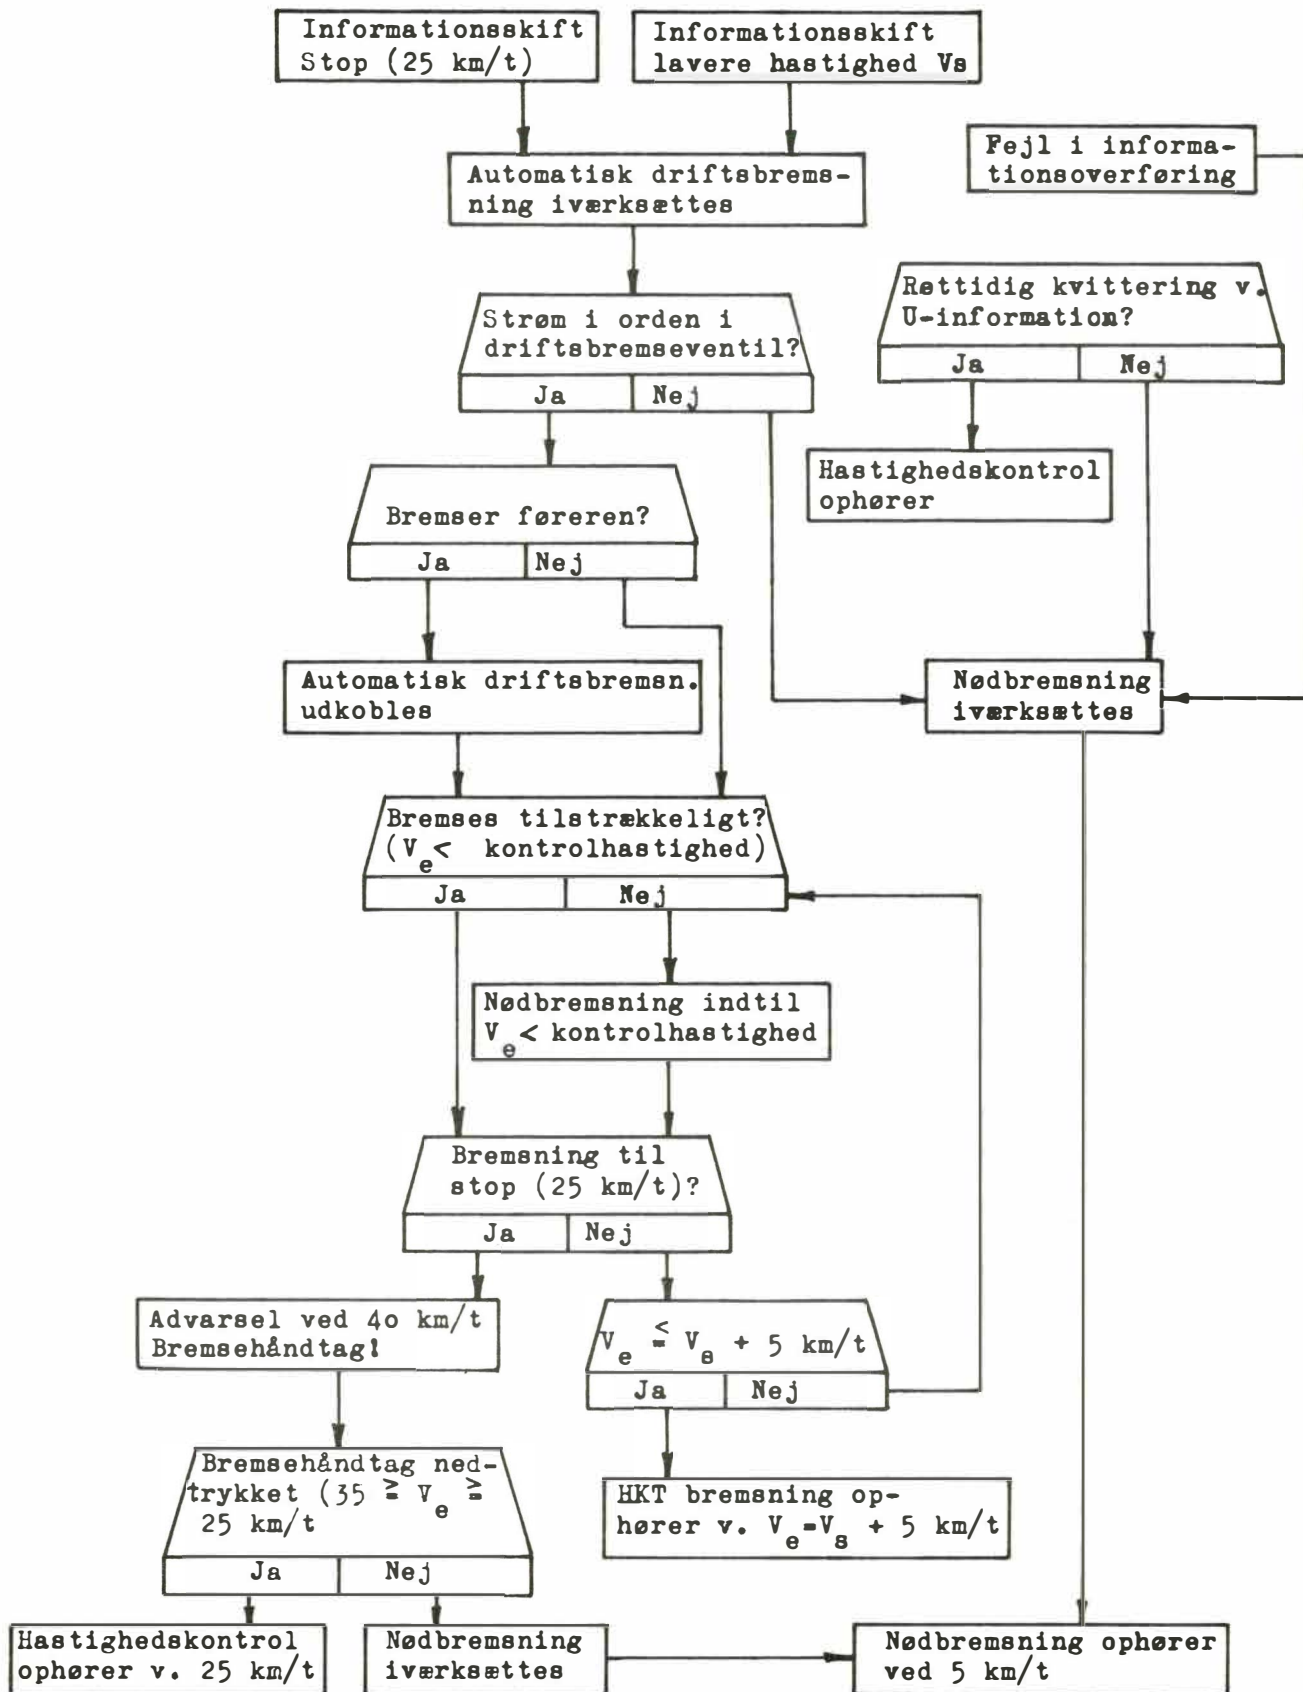 Informationsskift
Stop (25 km/t)
Informationsskift
lavere hastighed Vs
Fejl i informa-
tionsoverføring
Automatisk driftsbrems-
ning iværksættes
Rettidig kvittering v.
U-information?
Ja
Nej
Strøm i orden i
driftsbremseventil?
Ja
Nej
Hastighedskontrol
ophører
Bremser føreren?
Ja
Nej
Automatisk driftsbremsn.
udkobles
Nødbremsning
iværksættes
Bremses tilstrækkeligt?
(Ve < kontrolhastighed)
Ja
Nej
Nødbremsning indtil
Ve < kontrolhastighed
Bremsning til
stop (25 km/t)?
Ja
Nej
Advarsel ved 4o km/t
Bremsehåndtag!
Ve ≦ Vs + 5 km/t
Ja
Nej
Bremsehåndtag ned-
trykket (35 ≧ Ve ≧
25 km/t
Ja
Nej
HKT bremsning op-
hører v. Ve=Vs + 5 km/t
Hastighedskontrol
ophører v. 25 km/t
Nødbremsning
iværksættes
Nødbremsning ophører
ved 5 km/t